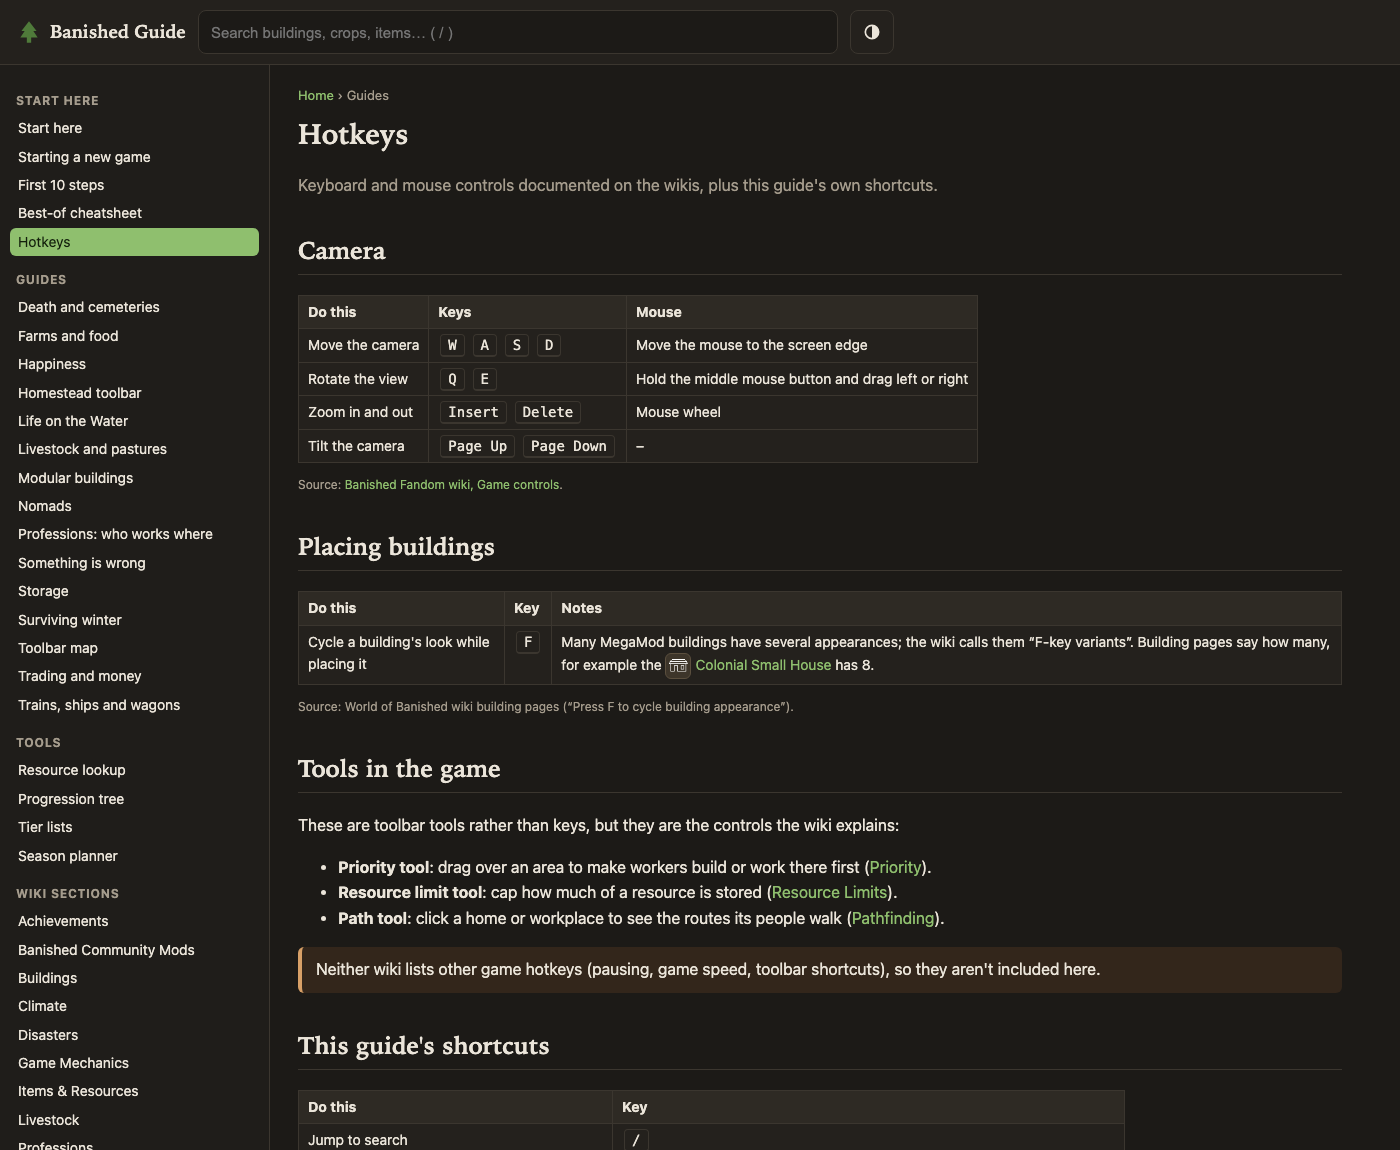 Banished Guide
Search buildings, crops, items… ( / )
START HERE
Start here
Starting a new game
First 10 steps
Best-of cheatsheet
Hotkeys
GUIDES
Death and cemeteries
Farms and food
Happiness
Homestead toolbar
Life on the Water
Livestock and pastures
Modular buildings
Nomads
Professions: who works where
Something is wrong
Storage
Surviving winter
Toolbar map
Trading and money
Trains, ships and wagons
TOOLS
Resource lookup
Progression tree
Tier lists
Season planner
WIKI SECTIONS
Achievements
Banished Community Mods
Buildings
Climate
Disasters
Game Mechanics
Items & Resources
Livestock
Professions
Home › Guides
Hotkeys
Keyboard and mouse controls documented on the wikis, plus this guide's own shortcuts.
Camera
Do this Keys Mouse
Move the camera W A S D Move the mouse to the screen edge
Rotate the view Q E Hold the middle mouse button and drag left or right
Zoom in and out Insert Delete Mouse wheel
Tilt the camera Page Up Page Down –
Source: Banished Fandom wiki, Game controls.
Placing buildings
Do this Key Notes
Cycle a building's look while
placing it
F
Many MegaMod buildings have several appearances; the wiki calls them “F-key variants”. Building pages say how many,
for example the Colonial Small House has 8.
Source: World of Banished wiki building pages (“Press F to cycle building appearance”).
Tools in the game
These are toolbar tools rather than keys, but they are the controls the wiki explains:
• Priority tool: drag over an area to make workers build or work there first (Priority).
• Resource limit tool: cap how much of a resource is stored (Resource Limits).
• Path tool: click a home or workplace to see the routes its people walk (Pathfinding).
Neither wiki lists other game hotkeys (pausing, game speed, toolbar shortcuts), so they aren't included here.
This guide's shortcuts
Do this Key
Jump to search /